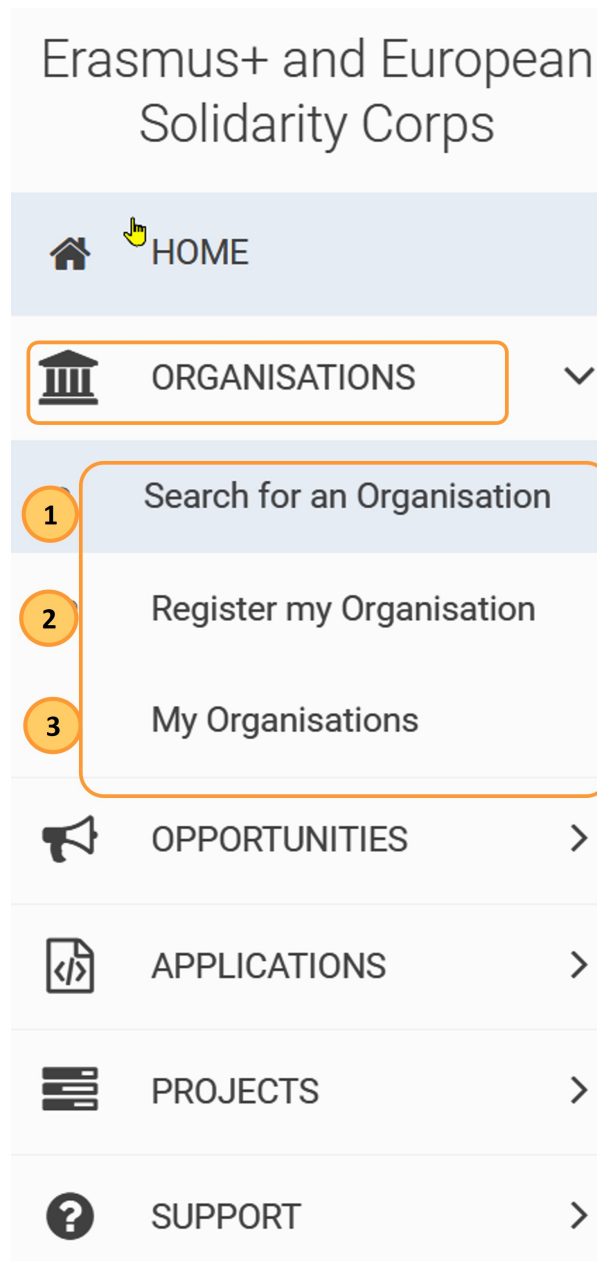 Erasmus+ and European
Solidarity Corps
HOME
ORGANISATIONS
1 Search for an Organisation
2 Register my Organisation
3 My Organisations
OPPORTUNITIES
APPLICATIONS
PROJECTS
SUPPORT